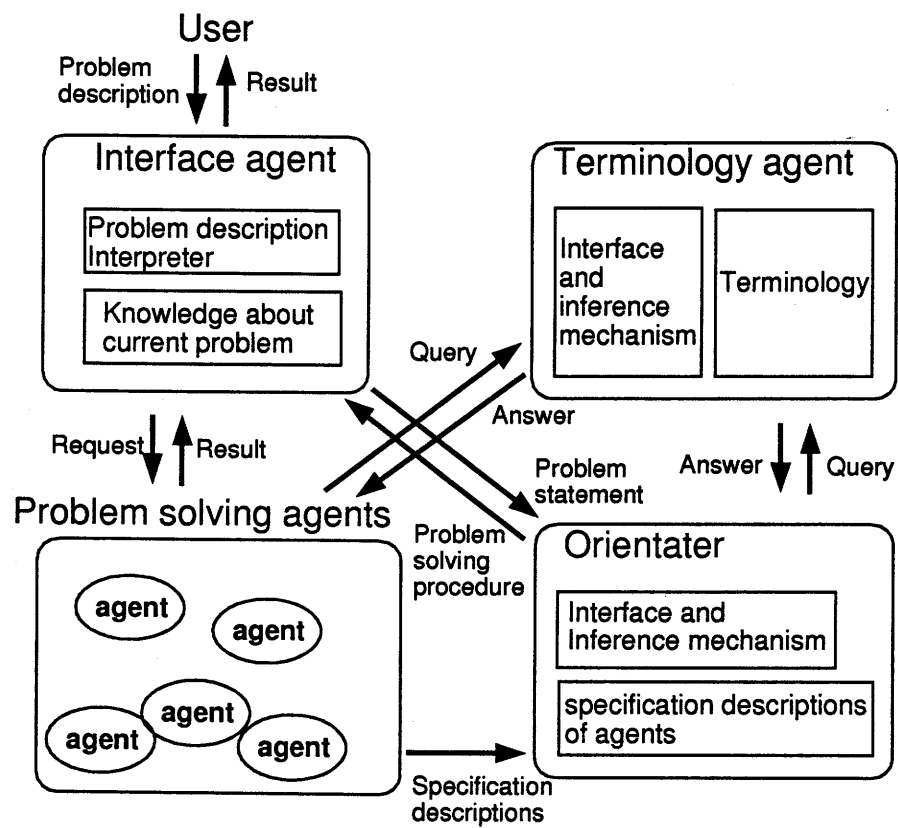 User
Problem
description
Result
Interface agent
Problem description
Interpreter
Knowledge about
current problem
Terminology agent
Interface
and
inference
mechanism
Terminology
Query
Answer
Request
Result
Problem
statement
Answer
Query
Problem solving agents
agent
agent
agent
agent
agent
Problem
solving
procedure
Orientater
Interface and
Inference mechanism
specification descriptions
of agents
Specification
descriptions